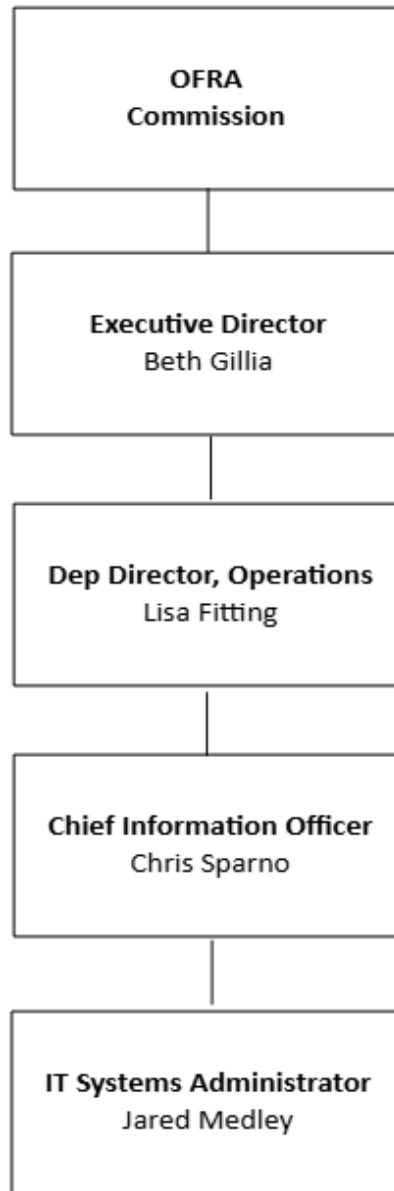 OFRA
Commission
Executive Director
Beth Gillia
Dep Director, Operations
Lisa Fitting
Chief Information Officer
Chris Sparno
IT Systems Administrator
Jared Medley